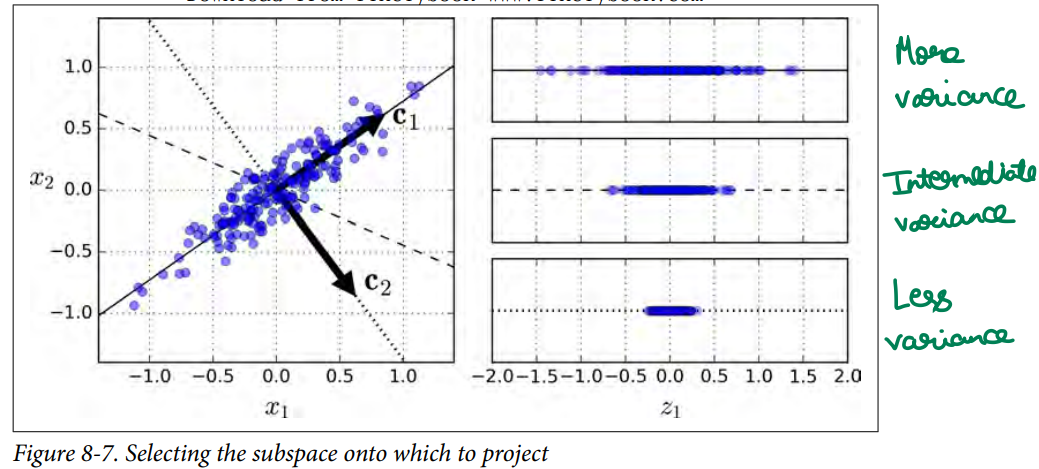 More
variance
1.0
0.5
0.0
−0.5
−1.0
x₂
c₁
c₂
−1.0 −0.5 0.0 0.5 1.0
x₁
Intermediate
variance
Less
variance
−2.0 −1.5 −1.0 −0.5 0.0 0.5 1.0 1.5 2.0
z₁
Figure 8-7. Selecting the subspace onto which to project